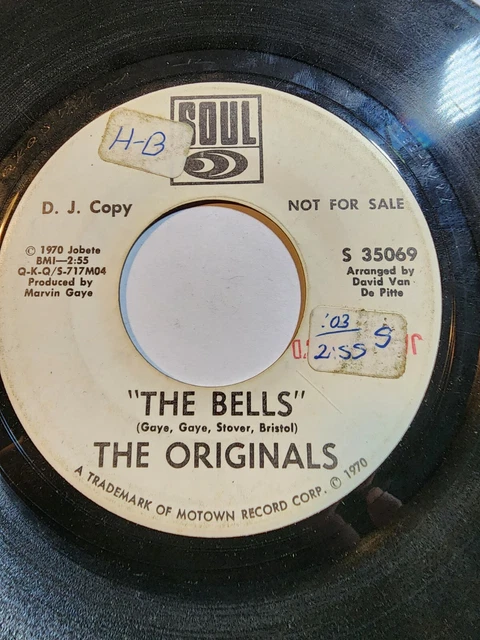 SOUL
H-B
D. J. Copy
NOT FOR SALE
© 1970 Jobete
BMI—2:55
Q-K-Q/S-717M04
Produced by
Marvin Gaye
S 35069
Arranged by
David Van
De Pitte
:03
2:55 S
"THE BELLS"
(Gaye, Gaye, Stover, Bristol)
THE ORIGINALS
A TRADEMARK OF MOTOWN RECORD CORP. © 1970